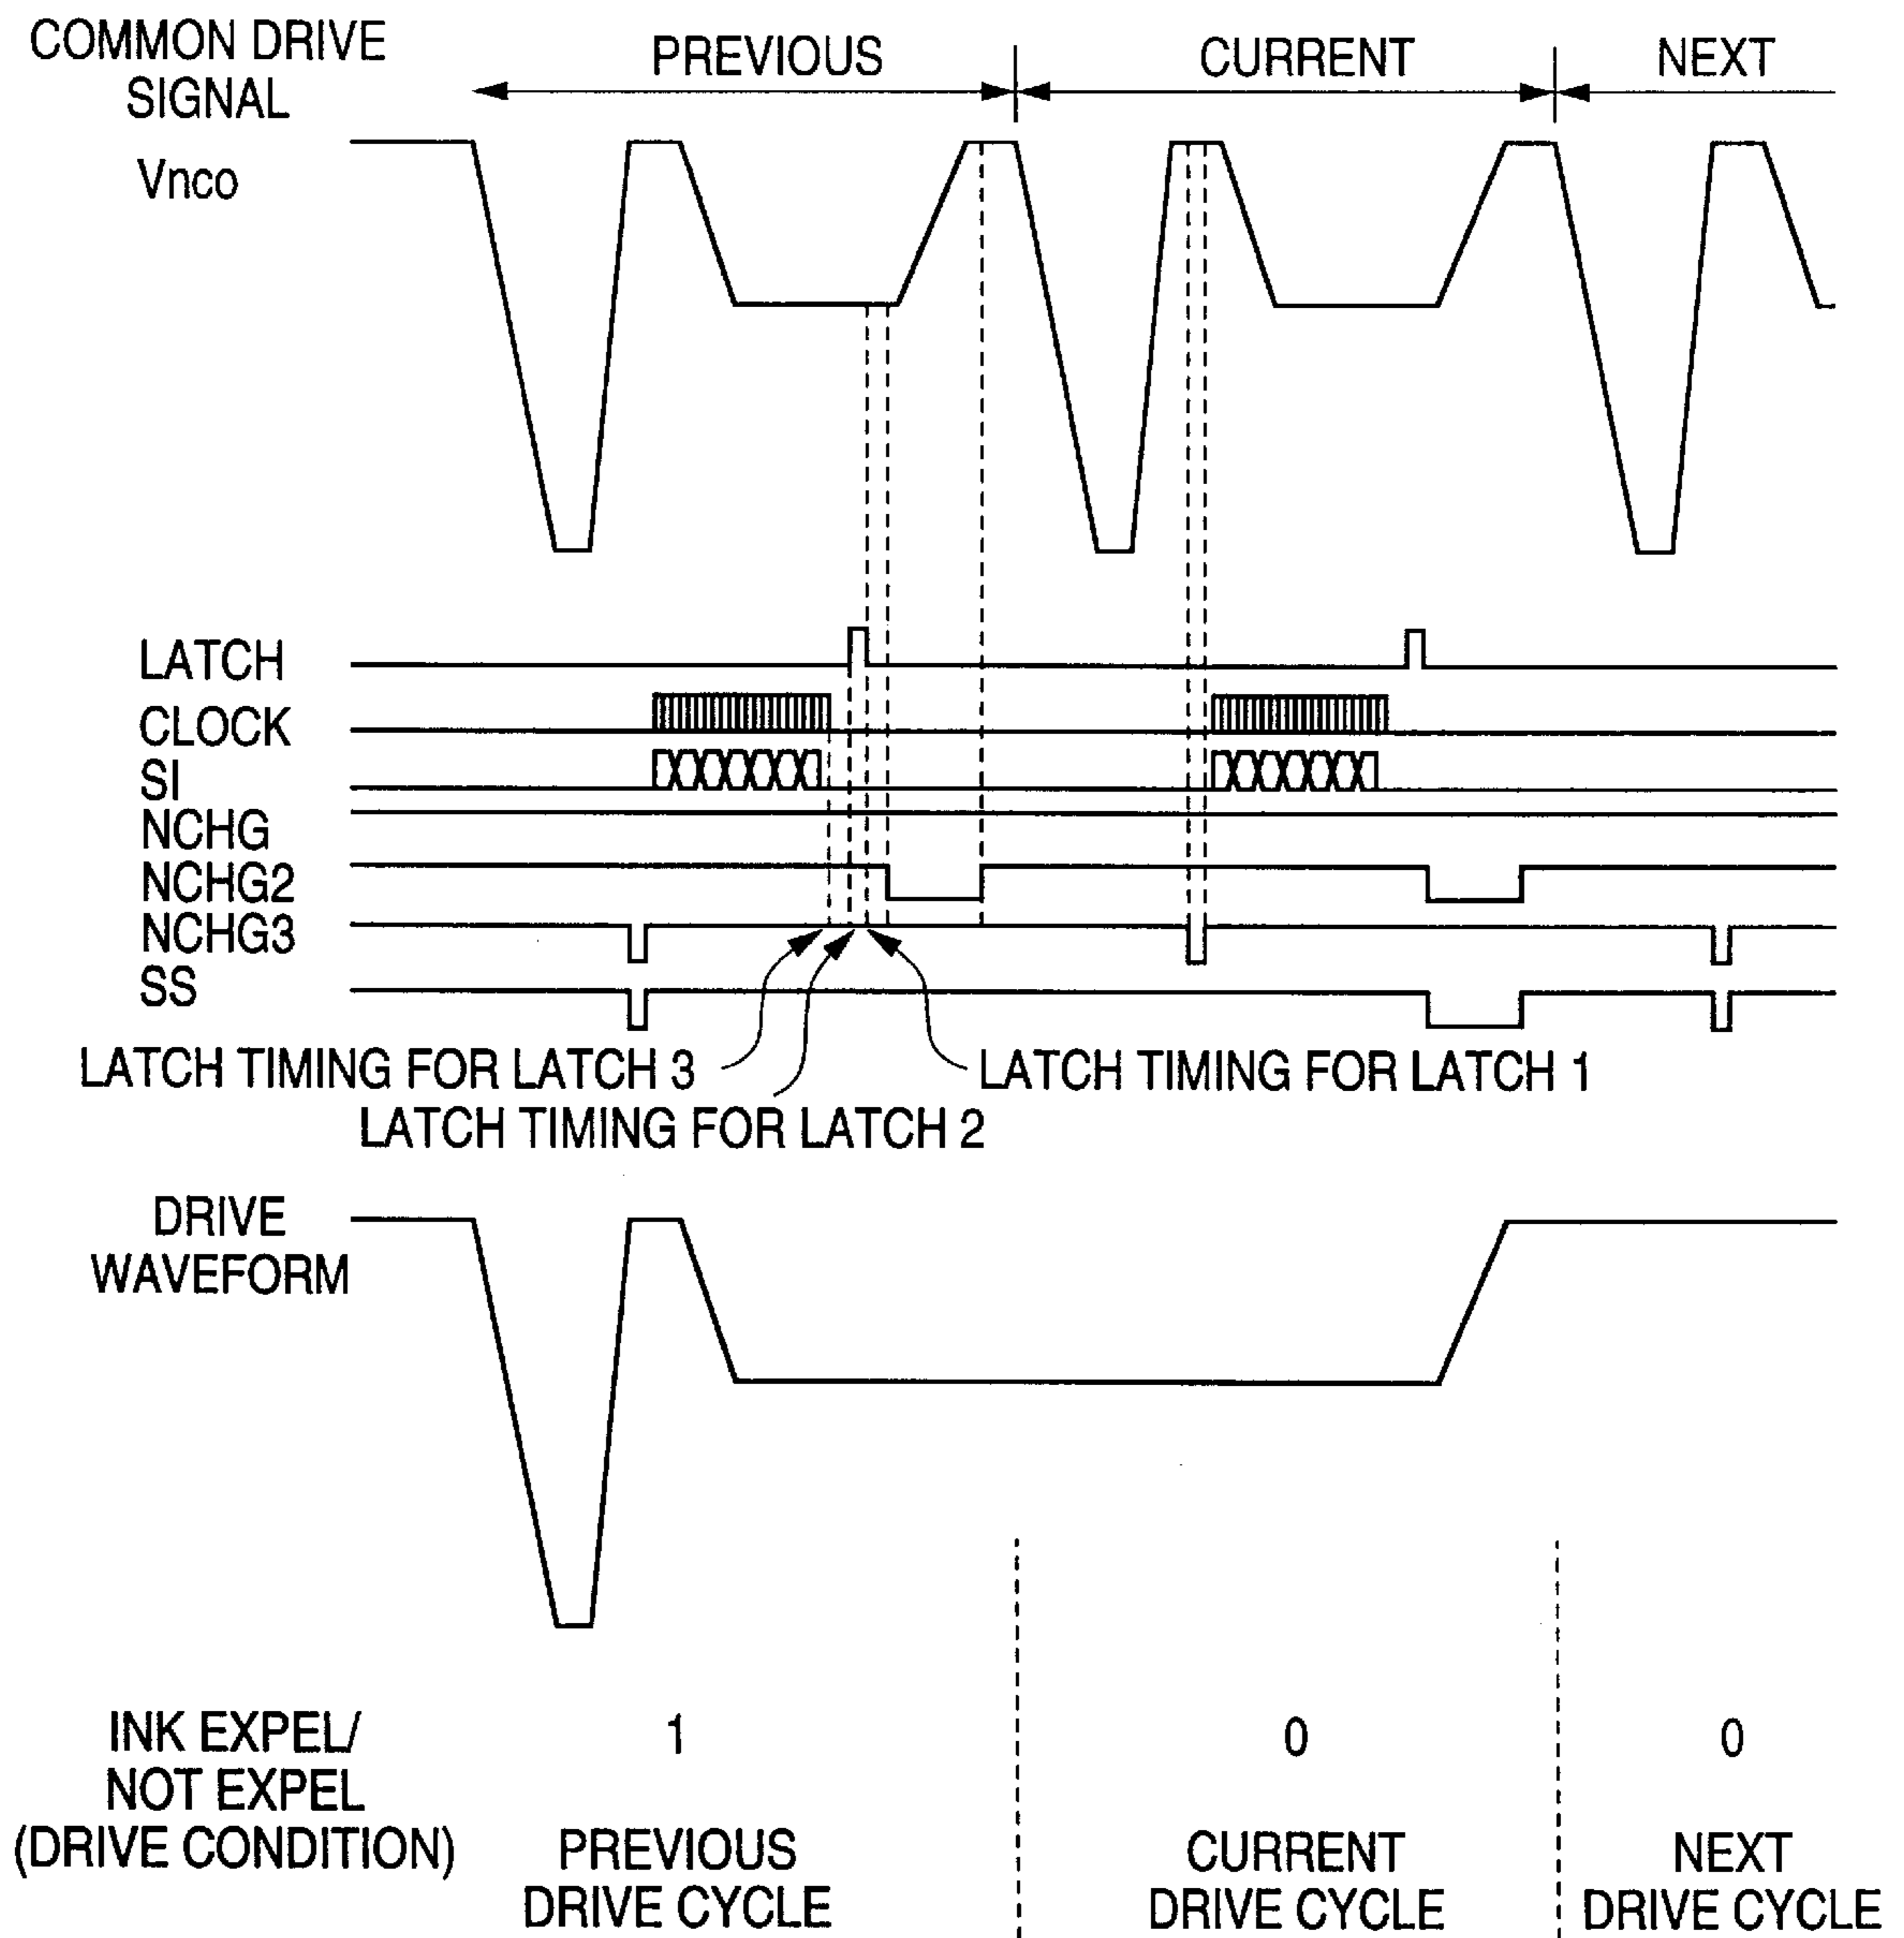 COMMON DRIVE
SIGNAL
PREVIOUS
CURRENT
NEXT
Vnco
LATCH
CLOCK
SI
NCHG
NCHG2
NCHG3
SS
LATCH TIMING FOR LATCH 3
LATCH TIMING FOR LATCH 1
LATCH TIMING FOR LATCH 2
DRIVE
WAVEFORM
INK EXPEL/
NOT EXPEL
(DRIVE CONDITION)
1
0
0
PREVIOUS
DRIVE CYCLE
CURRENT
DRIVE CYCLE
NEXT
DRIVE CYCLE